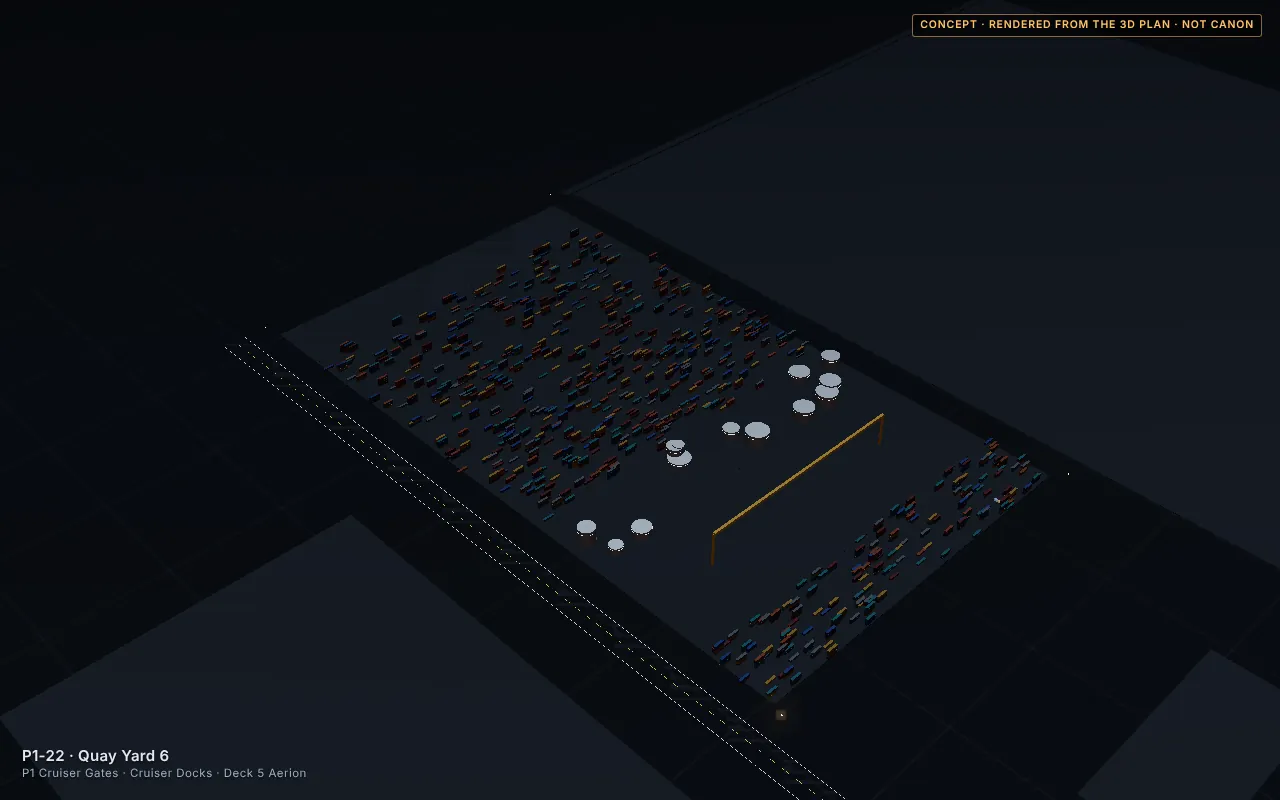 CONCEPT · RENDERED FROM THE 3D PLAN · NOT CANON
P1-22 · Quay Yard 6
P1 Cruiser Gates · Cruiser Docks · Deck 5 Aerion